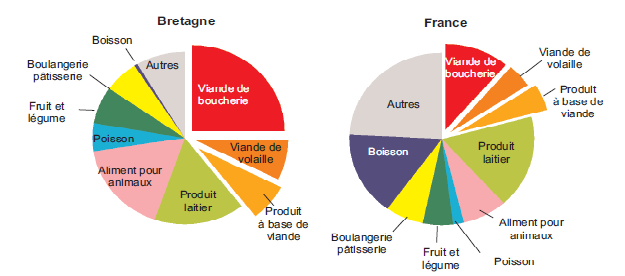 Bretagne
Boisson
Autres
Boulangerie
pâtisserie
Fruit et
légume
Poisson
Aliment pour
animaux
Produit
laitier
Viande de
boucherie
Viande de
volaille
Produit
à base de
viande
France
Viande de
boucherie
Viande de
volaille
Produit
à base de
viande
Autres
Boisson
Produit
laitier
Boulangerie
pâtisserie
Fruit et
légume
Aliment pour
animaux
Poisson